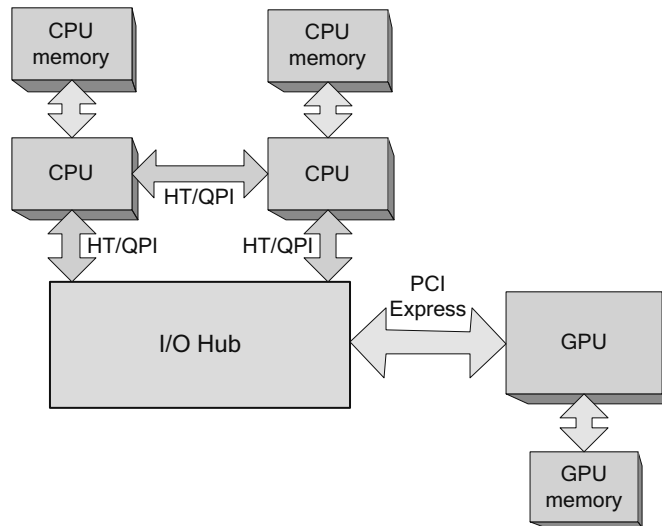 CPU
memory
CPU
memory
CPU
HT/QPI
CPU
HT/QPI
HT/QPI
I/O Hub
PCI
Express
GPU
GPU
memory